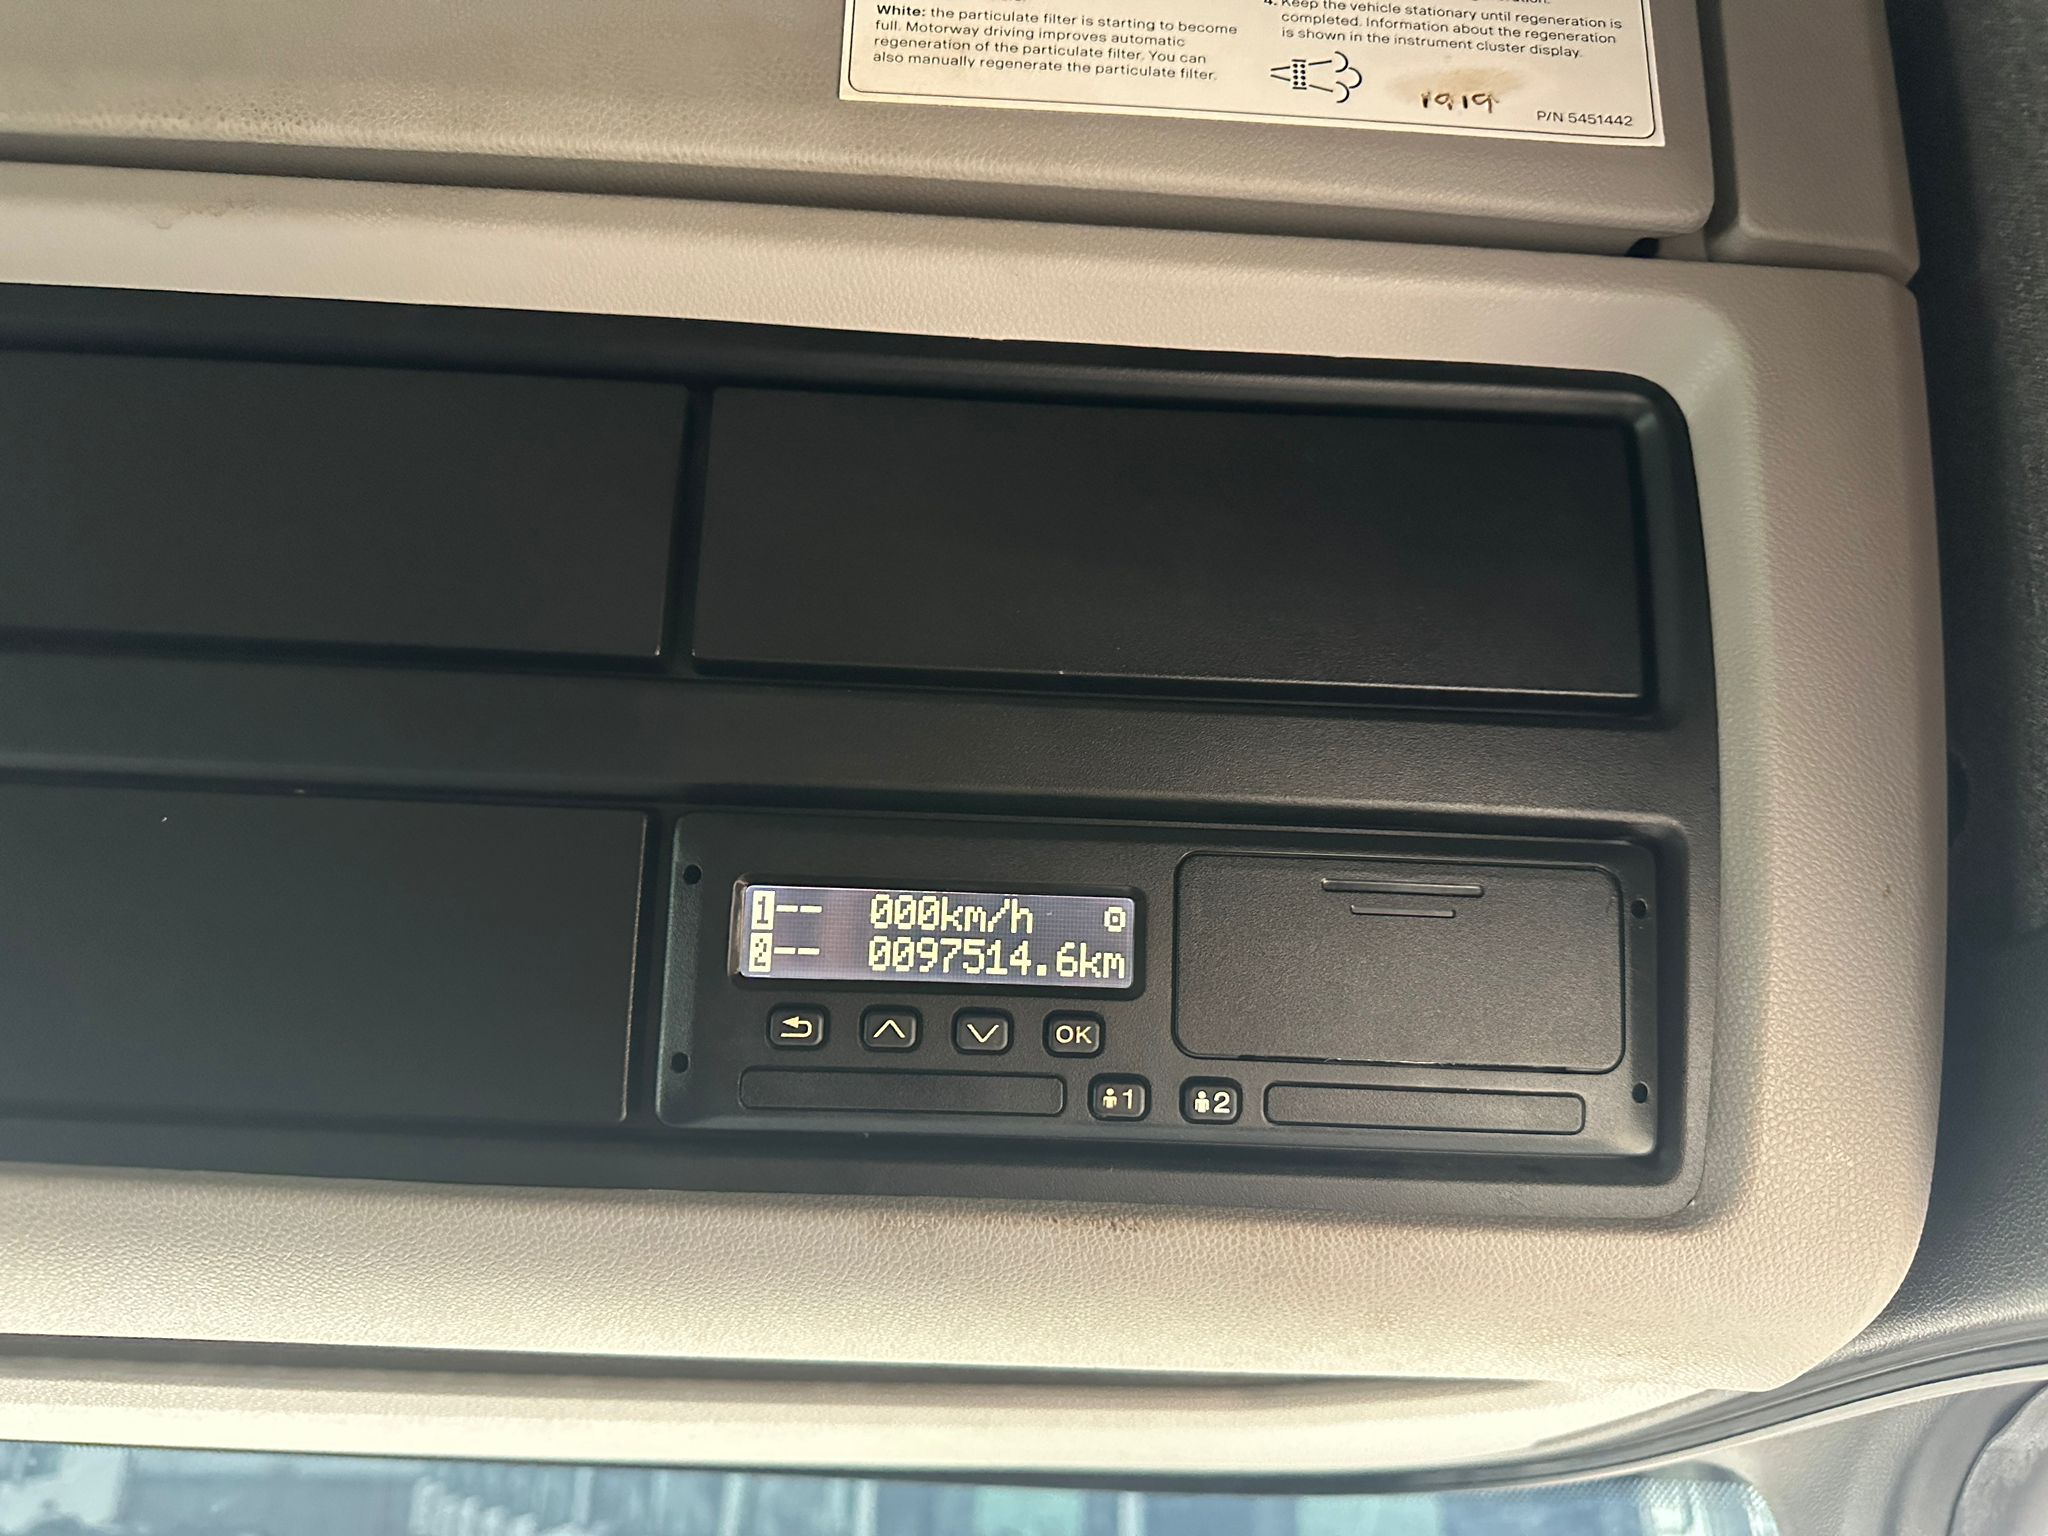 White: the particulate filter is starting to become
full. Motorway driving improves automatic
regeneration of the particulate filter. You can
also manually regenerate the particulate filter.
4. Keep the vehicle stationary until regeneration is
completed. Information about the regeneration
is shown in the instrument cluster display.
1919
P/N 5451442
1-- 000km/h
2-- 0097514.6km
OK
1 2